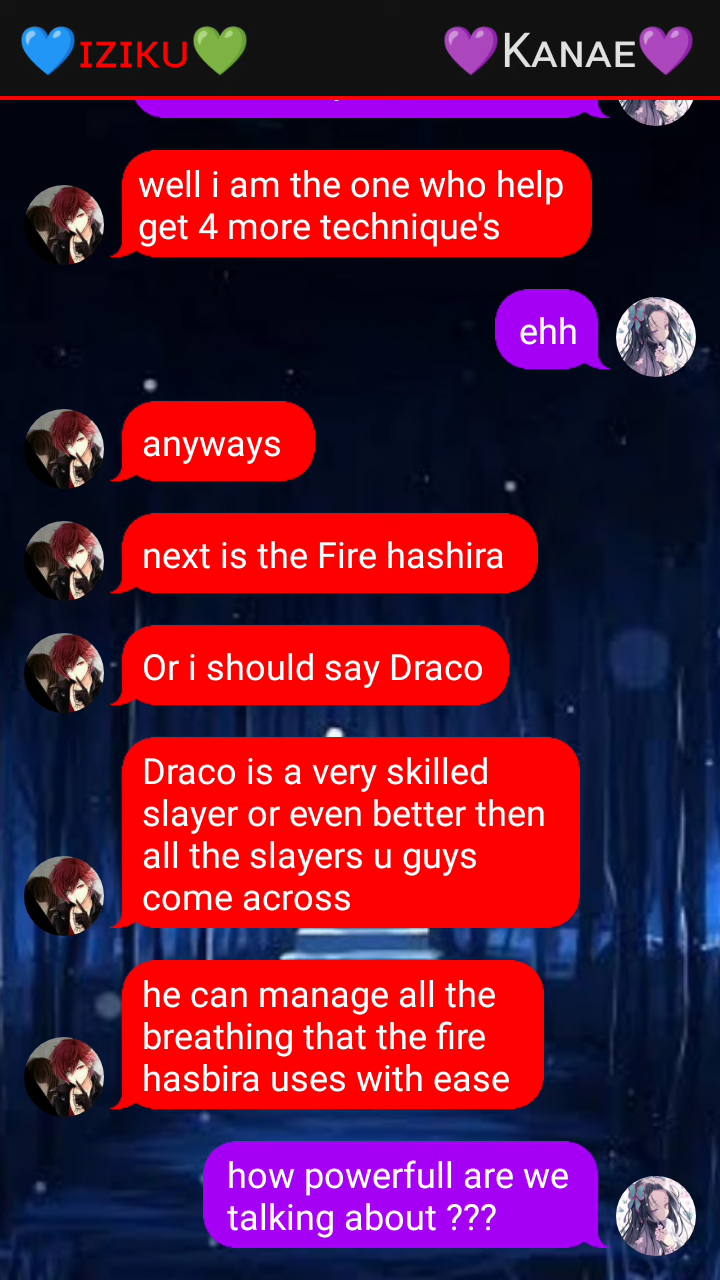 💙IZIKU💚
💜KANAE💜
well i am the one who help
get 4 more technique's
ehh
anyways
next is the Fire hashira
Or i should say Draco
Draco is a very skilled
slayer or even better then
all the slayers u guys
come across
he can manage all the
breathing that the fire
hasbira uses with ease
how powerfull are we
talking about ???